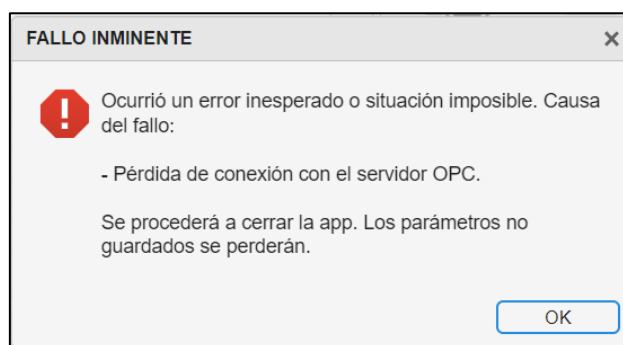 FALLO INMINENTE
Ocurrió un error inesperado o situación imposible. Causa
del fallo:
- Pérdida de conexión con el servidor OPC.
Se procederá a cerrar la app. Los parámetros no
guardados se perderán.
OK